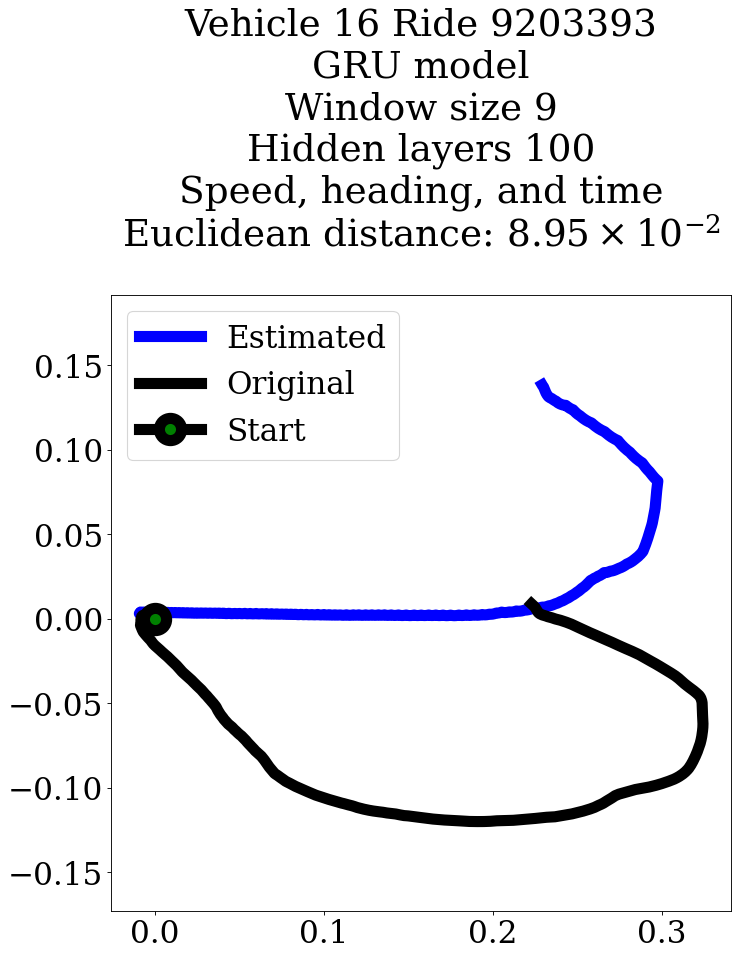 Vehicle 16 Ride 9203393
GRU model
Window size 9
Hidden layers 100
Speed, heading, and time
Euclidean distance: 8.95 × 10⁻²
Estimated
Original
Start
0.15
0.10
0.05
0.00
−0.05
−0.10
−0.15
0.0 0.1 0.2 0.3